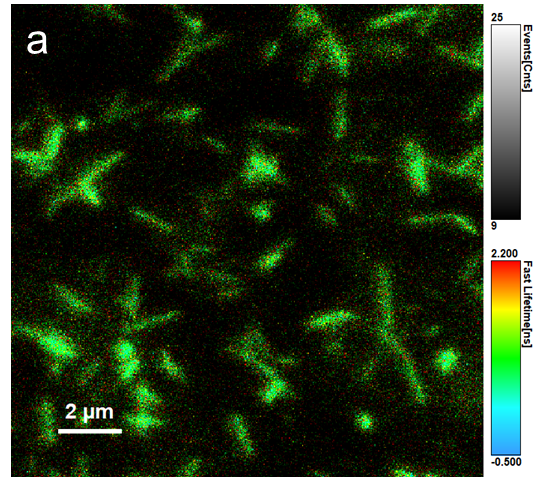 a
25
Events[Cnts]
9
2.200
Fast Lifetime[ns]
-0.500
2 µm